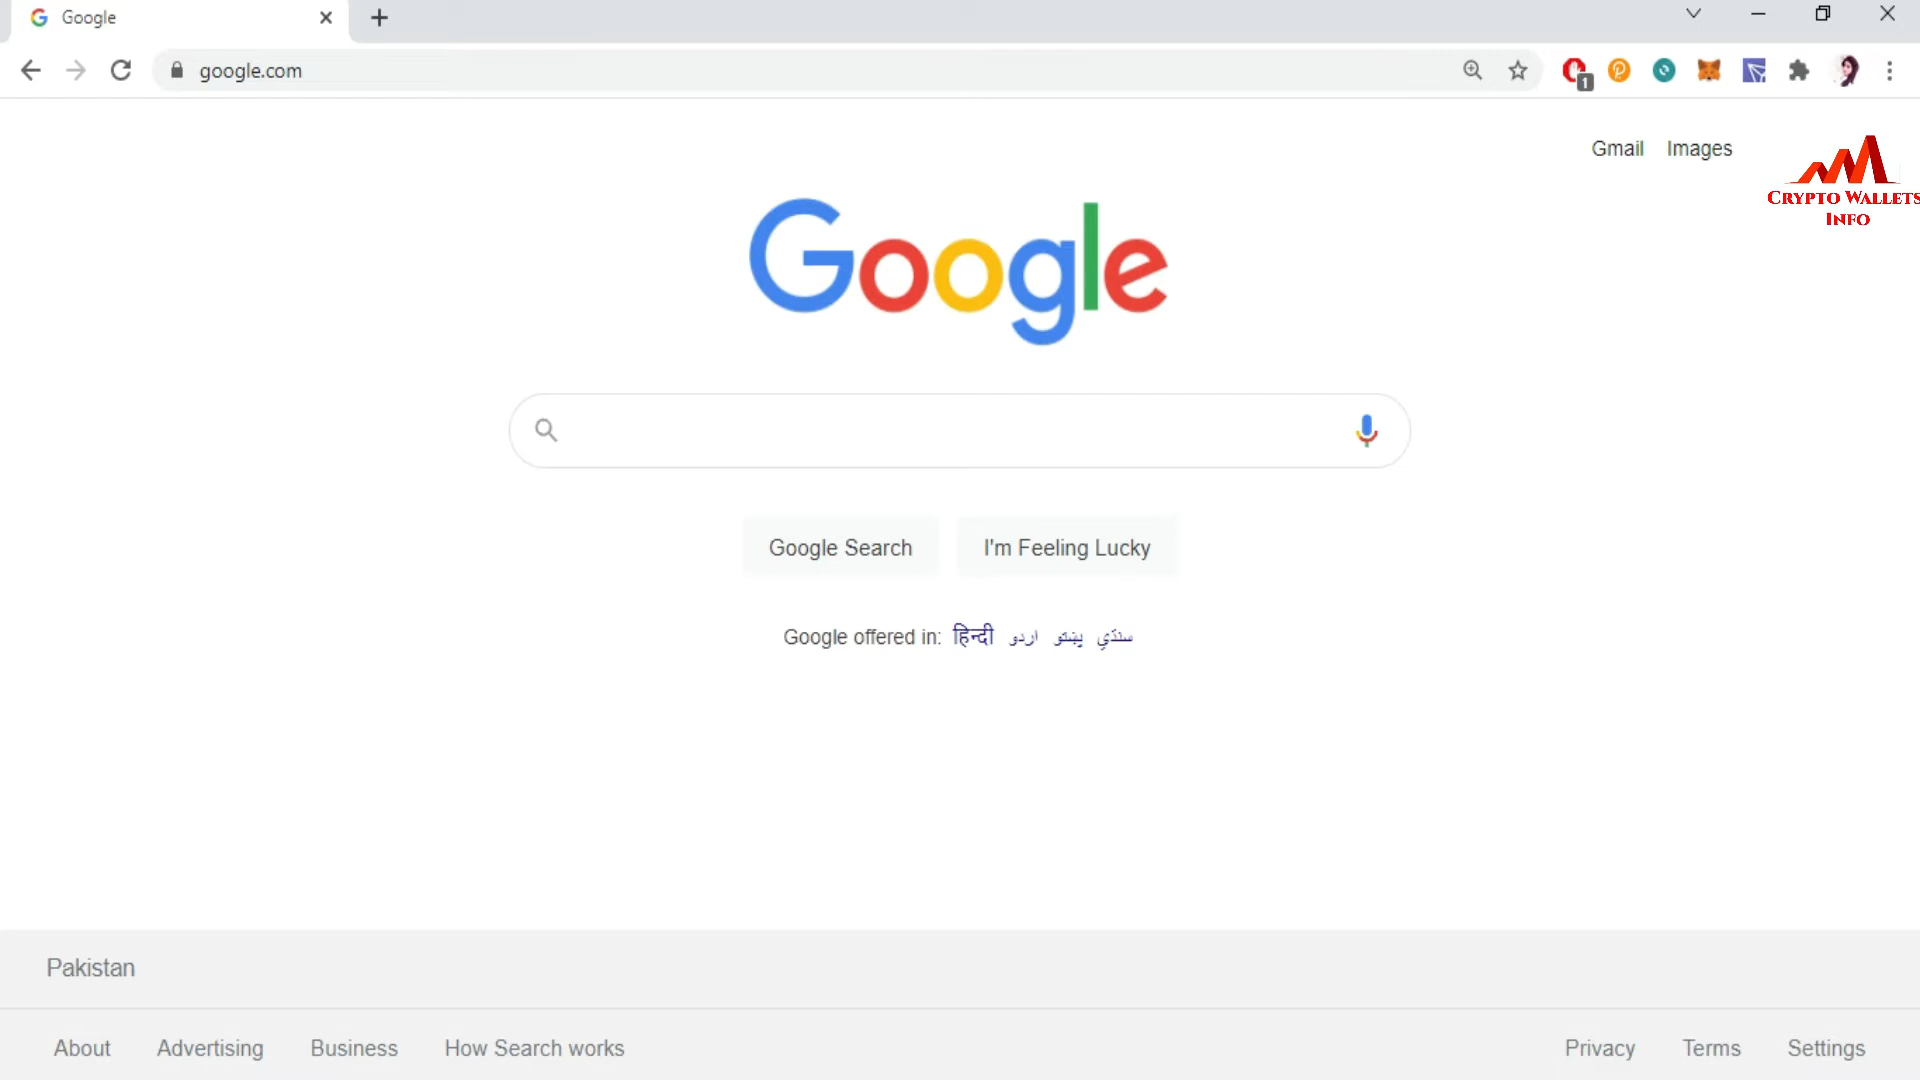 Google
google.com
1
Gmail Images
CRYPTO WALLETS
INFO
Google
Google Search I'm Feeling Lucky
Google offered in: हिन्दी اردو پښتو سنڌي
Pakistan
About Advertising Business How Search works Privacy Terms Settings